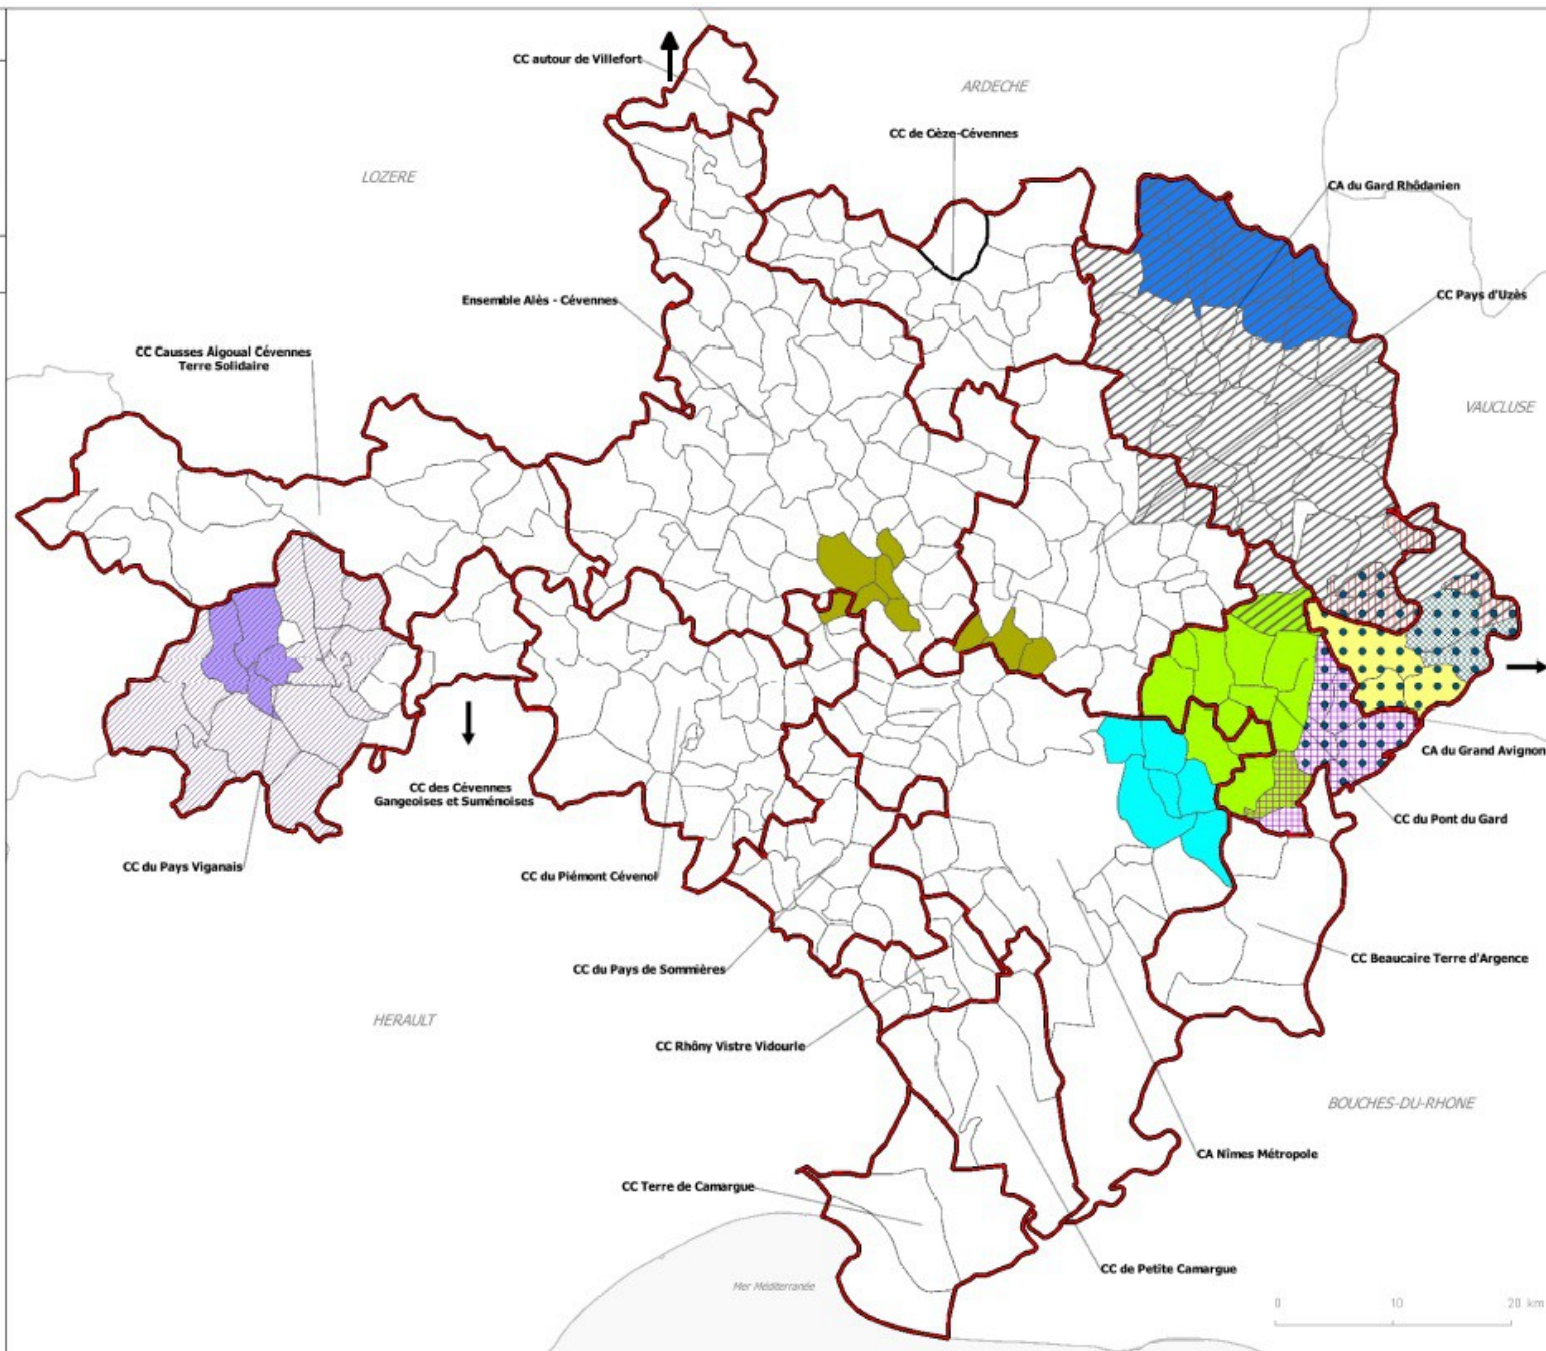 CC autour de Villefort
ARDECHE
CC de Cèze-Cévennes
LOZERE
CA du Gard Rhôdanien
CC Pays d'Uzès
Ensemble Alès - Cévennes
CC Causses Aigoual Cévennes
Terre Solidaire
VAUCLUSE
CA du Grand Avignon
CC des Cévennes
Gangeoises et Suménoises
CC du Pont du Gard
CC du Pays Viganais
CC du Piémont Cévenol
CC Beaucaire Terre d'Argence
CC du Pays de Sommières
HERAULT
CC Rhôny Vistre Vidourle
BOUCHES-DU-RHONE
CA Nîmes Métropole
CC Terre de Camargue
CC de Petite Camargue
Mer Méditerranée
0 10 20 km